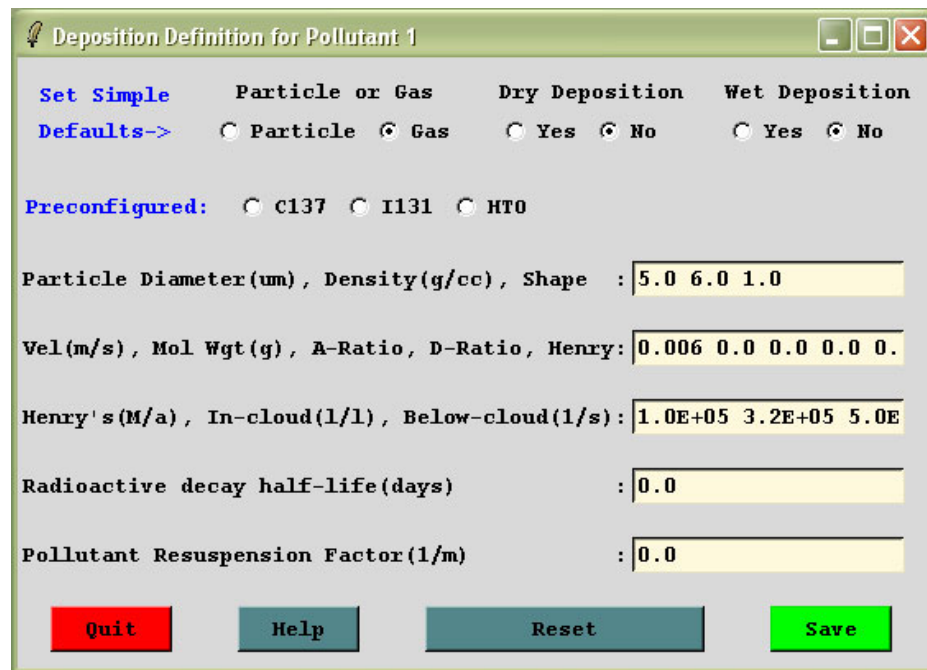 Deposition Definition for Pollutant 1
Set Simple Particle or Gas Dry Deposition Wet Deposition
Defaults-> Particle Gas Yes No Yes No
Preconfigured: C137 I131 HTO
Particle Diameter(um), Density(g/cc), Shape :5.0 6.0 1.0
Vel(m/s), Mol Wgt(g), A-Ratio, D-Ratio, Henry:0.006 0.0 0.0 0.0 0.
Henry's(M/a), In-cloud(l/l), Below-cloud(1/s):1.0E+05 3.2E+05 5.0E
Radioactive decay half-life(days) :0.0
Pollutant Resuspension Factor(1/m) :0.0
Quit Help Reset Save